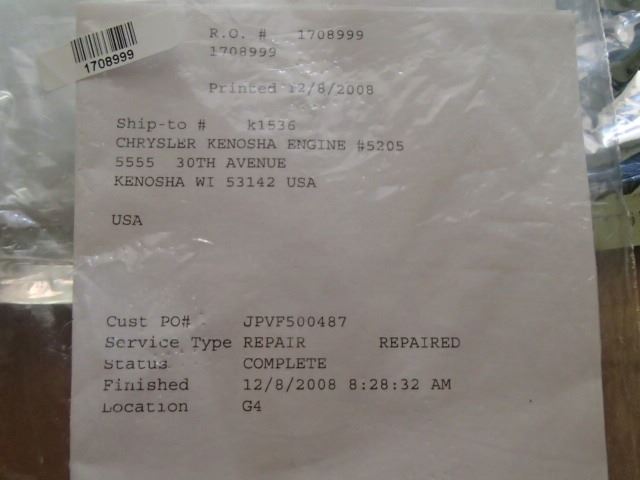 1708999
R.O. # 1708999
1708999
Printed 12/8/2008
Ship-to # k1536
CHRYSLER KENOSHA ENGINE #5205
5555 30TH AVENUE
KENOSHA WI 53142 USA
USA
Cust PO# JPVF500487
Service Type REPAIR REPAIRED
Status COMPLETE
Finished 12/8/2008 8:28:32 AM
Location G4